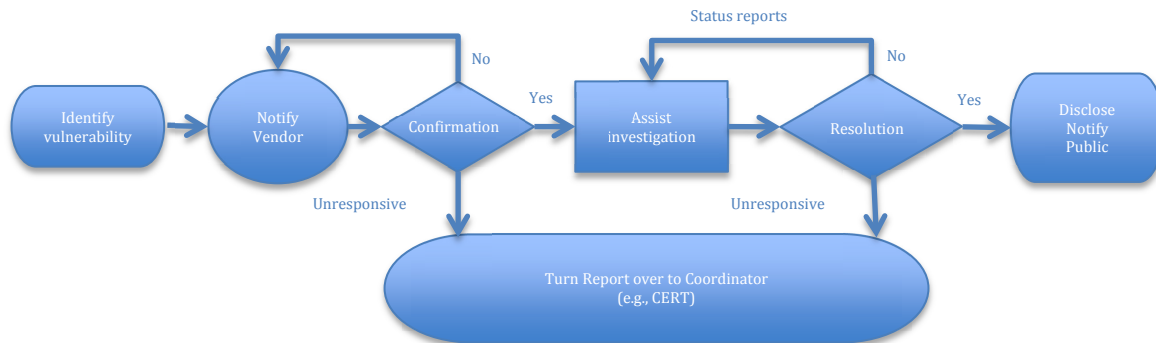 Status reports
No
No
Identify
vulnerability
Notify
Vendor
Confirmation
Yes
Assist
investigation
Resolution
Yes
Disclose
Notify
Public
Unresponsive
Unresponsive
Turn Report over to Coordinator
(e.g., CERT)